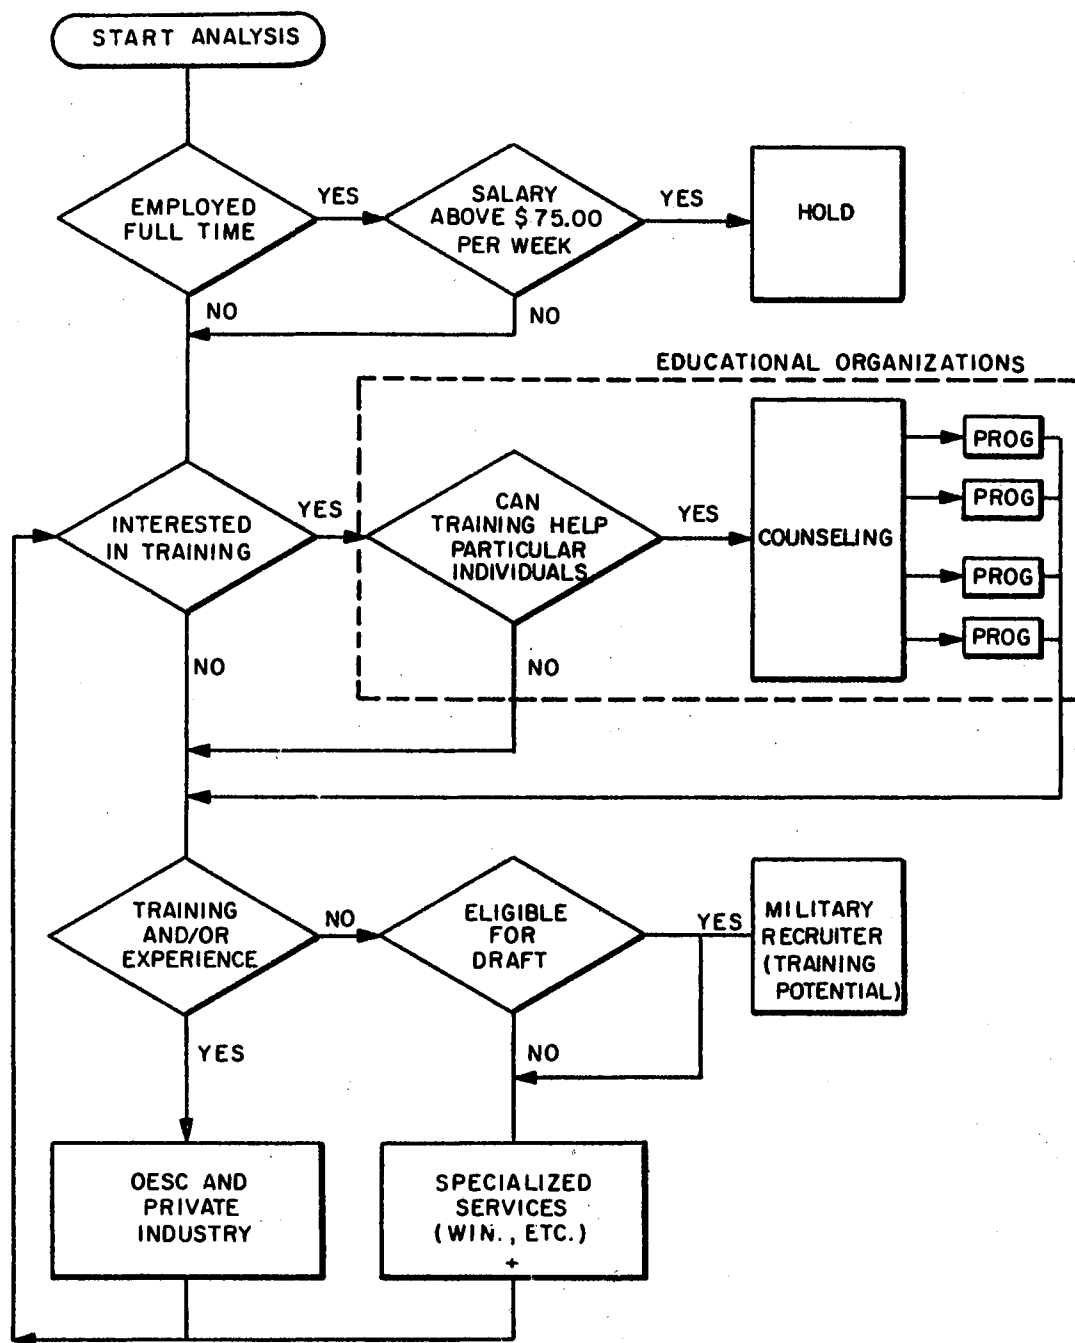 START ANALYSIS
EMPLOYED
FULL TIME
YES
SALARY
ABOVE $75.00
PER WEEK
YES
HOLD
NO
NO
EDUCATIONAL ORGANIZATIONS
INTERESTED
IN TRAINING
YES
CAN
TRAINING HELP
PARTICULAR
INDIVIDUALS
YES
COUNSELING
PROG
PROG
PROG
PROG
NO
NO
TRAINING
AND/OR
EXPERIENCE
NO
ELIGIBLE
FOR
DRAFT
YES
MILITARY
RECRUITER
(TRAINING
POTENTIAL)
YES
NO
OESC AND
PRIVATE
INDUSTRY
SPECIALIZED
SERVICES
(WIN., ETC.)
+